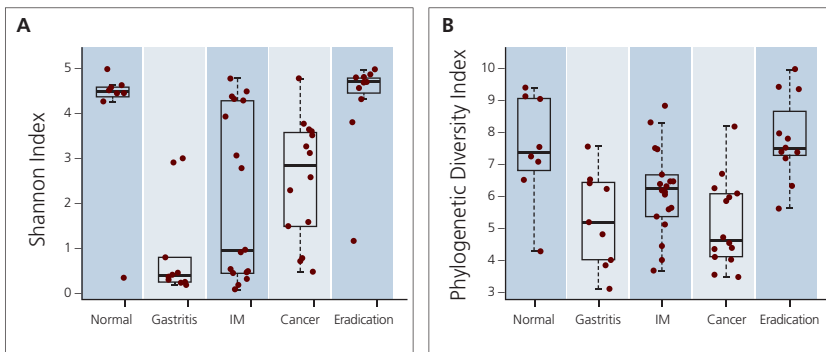 A
Shannon Index
5
4
3
2
1
0
Normal Gastritis IM Cancer Eradication
B
Phylogenetic Diversity Index
10
9
8
7
6
5
4
3
Normal Gastritis IM Cancer Eradication